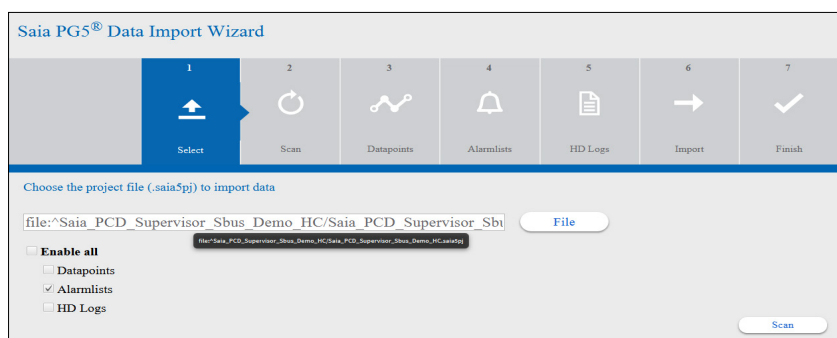 Saia PG5® Data Import Wizard
1 2 3 4 5 6 7
Select Scan Datapoints Alarmlists HD Logs Import Finish
Choose the project file (.saia5pj) to import data
file:^Saia_PCD_Supervisor_Sbus_Demo_HC/Saia_PCD_Supervisor_Sbu File
file:^Saia_PCD_Supervisor_Sbus_Demo_HC/Saia_PCD_Supervisor_Sbus_Demo_HC.saia5pj
Enable all
Datapoints
Alarmlists
HD Logs
Scan